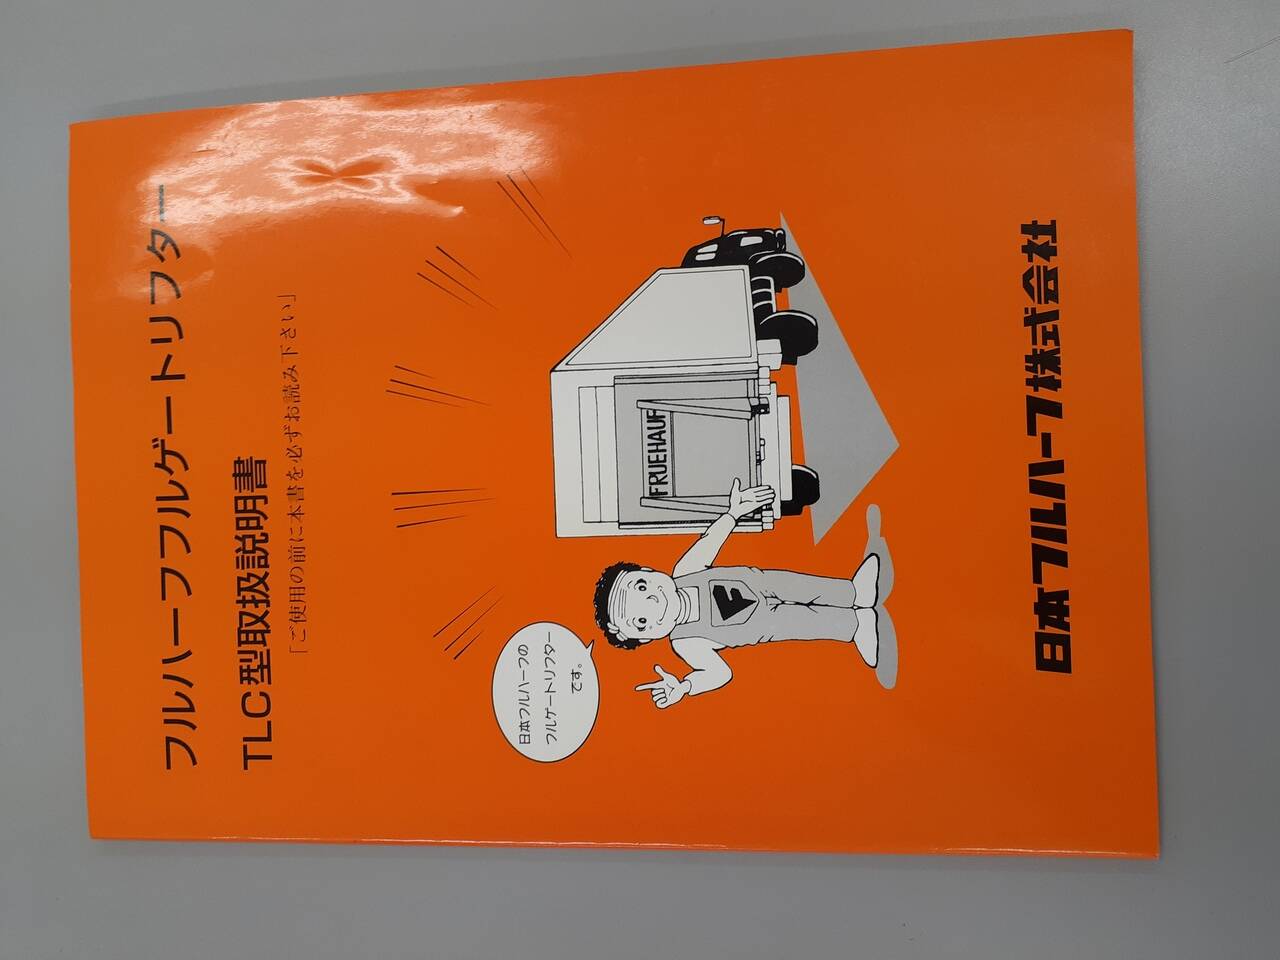 フルハーフフルゲートリフター
TLC型取扱説明書
「ご使用の前に本書を必ずお読み下さい」
日本フルハーフの
フルゲートリフター
です。
FRUEHAUF
F
日本フルハーフ株式会社